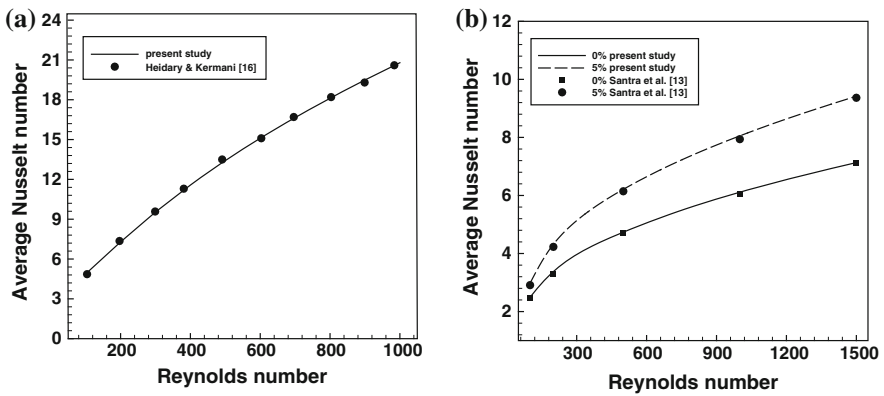 (a)
24
21
18
15
12
9
6
3
0
Average Nusselt number
present study
Heidary & Kermani [16]
200
400
600
800
1000
Reynolds number
(b)
12
10
8
6
4
2
Average Nusselt number
0% present study
5% present study
0% Santra et al. [13]
5% Santra et al. [13]
300
600
900
1200
1500
Reynolds number